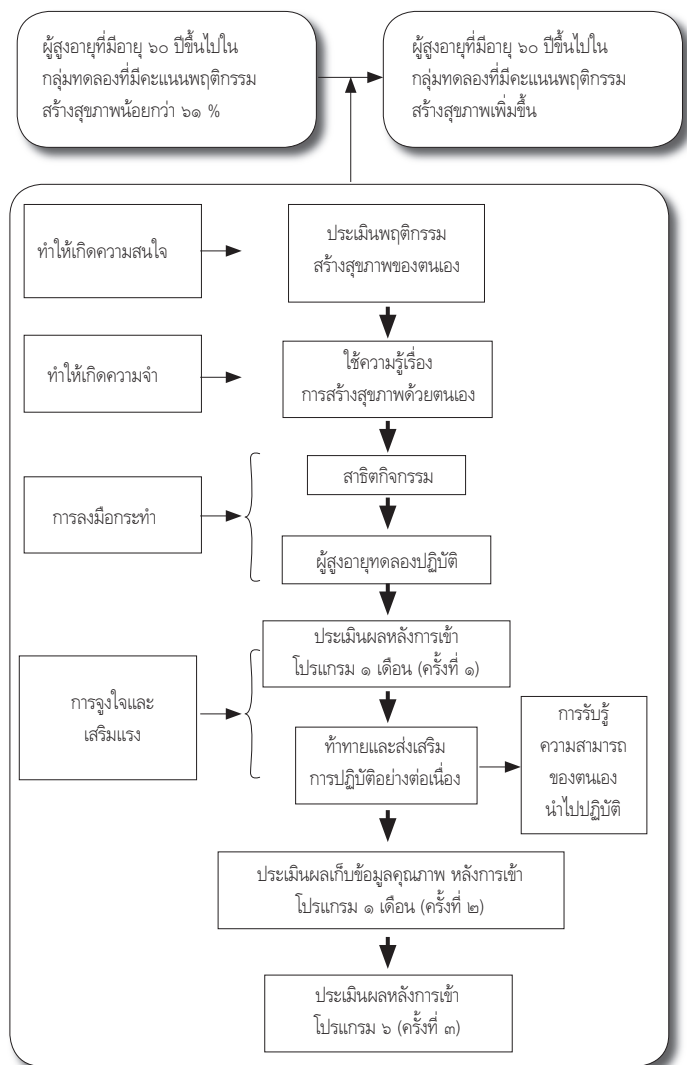 ผู้สูงอายุที่มีอายุ ๖๐ ปีขึ้นไปใน
กลุ่มทดลองที่มีคะแนนพฤติกรรม
สร้างสุขภาพน้อยกว่า ๖๑ %
ผู้สูงอายุที่มีอายุ ๖๐ ปีขึ้นไปใน
กลุ่มทดลองที่มีคะแนนพฤติกรรม
สร้างสุขภาพเพิ่มขึ้น
ทำให้เกิดความสนใจ
ประเมินพฤติกรรม
สร้างสุขภาพของตนเอง
ทำให้เกิดความจำ
ใช้ความรู้เรื่อง
การสร้างสุขภาพด้วยตนเอง
การลงมือกระทำ
สาธิตกิจกรรม
ผู้สูงอายุทดลองปฏิบัติ
การจูงใจและ
เสริมแรง
ประเมินผลหลังการเข้า
โปรแกรม ๑ เดือน (ครั้งที่ ๑)
ท้าทายและส่งเสริม
การปฏิบัติอย่างต่อเนื่อง
การรับรู้
ความสามารถ
ของตนเอง
นำไปปฏิบัติ
ประเมินผลเก็บข้อมูลคุณภาพ หลังการเข้า
โปรแกรม ๑ เดือน (ครั้งที่ ๒)
ประเมินผลหลังการเข้า
โปรแกรม ๖ (ครั้งที่ ๓)